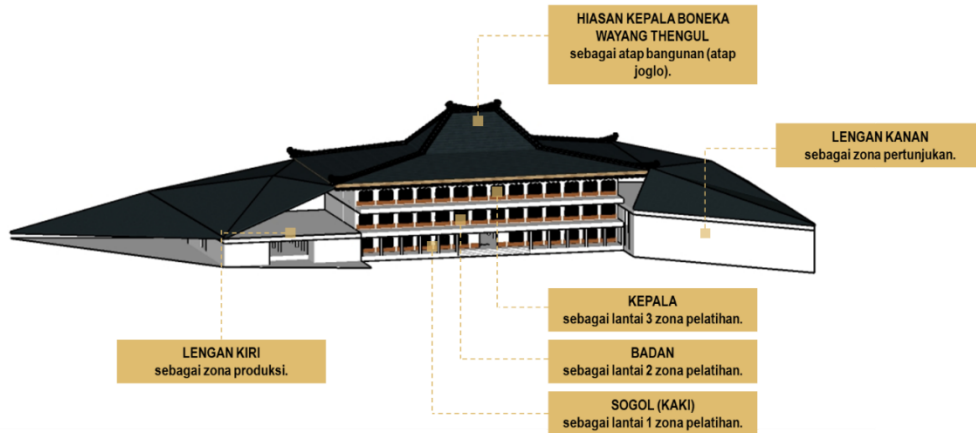 HIASAN KEPALA BONEKA
WAYANG THENGUL
sebagai atap bangunan (atap
joglo).
LENGAN KANAN
sebagai zona pertunjukan.
KEPALA
sebagai lantai 3 zona pelatihan.
LENGAN KIRI
sebagai zona produksi.
BADAN
sebagai lantai 2 zona pelatihan.
SOGOL (KAKI)
sebagai lantai 1 zona pelatihan.